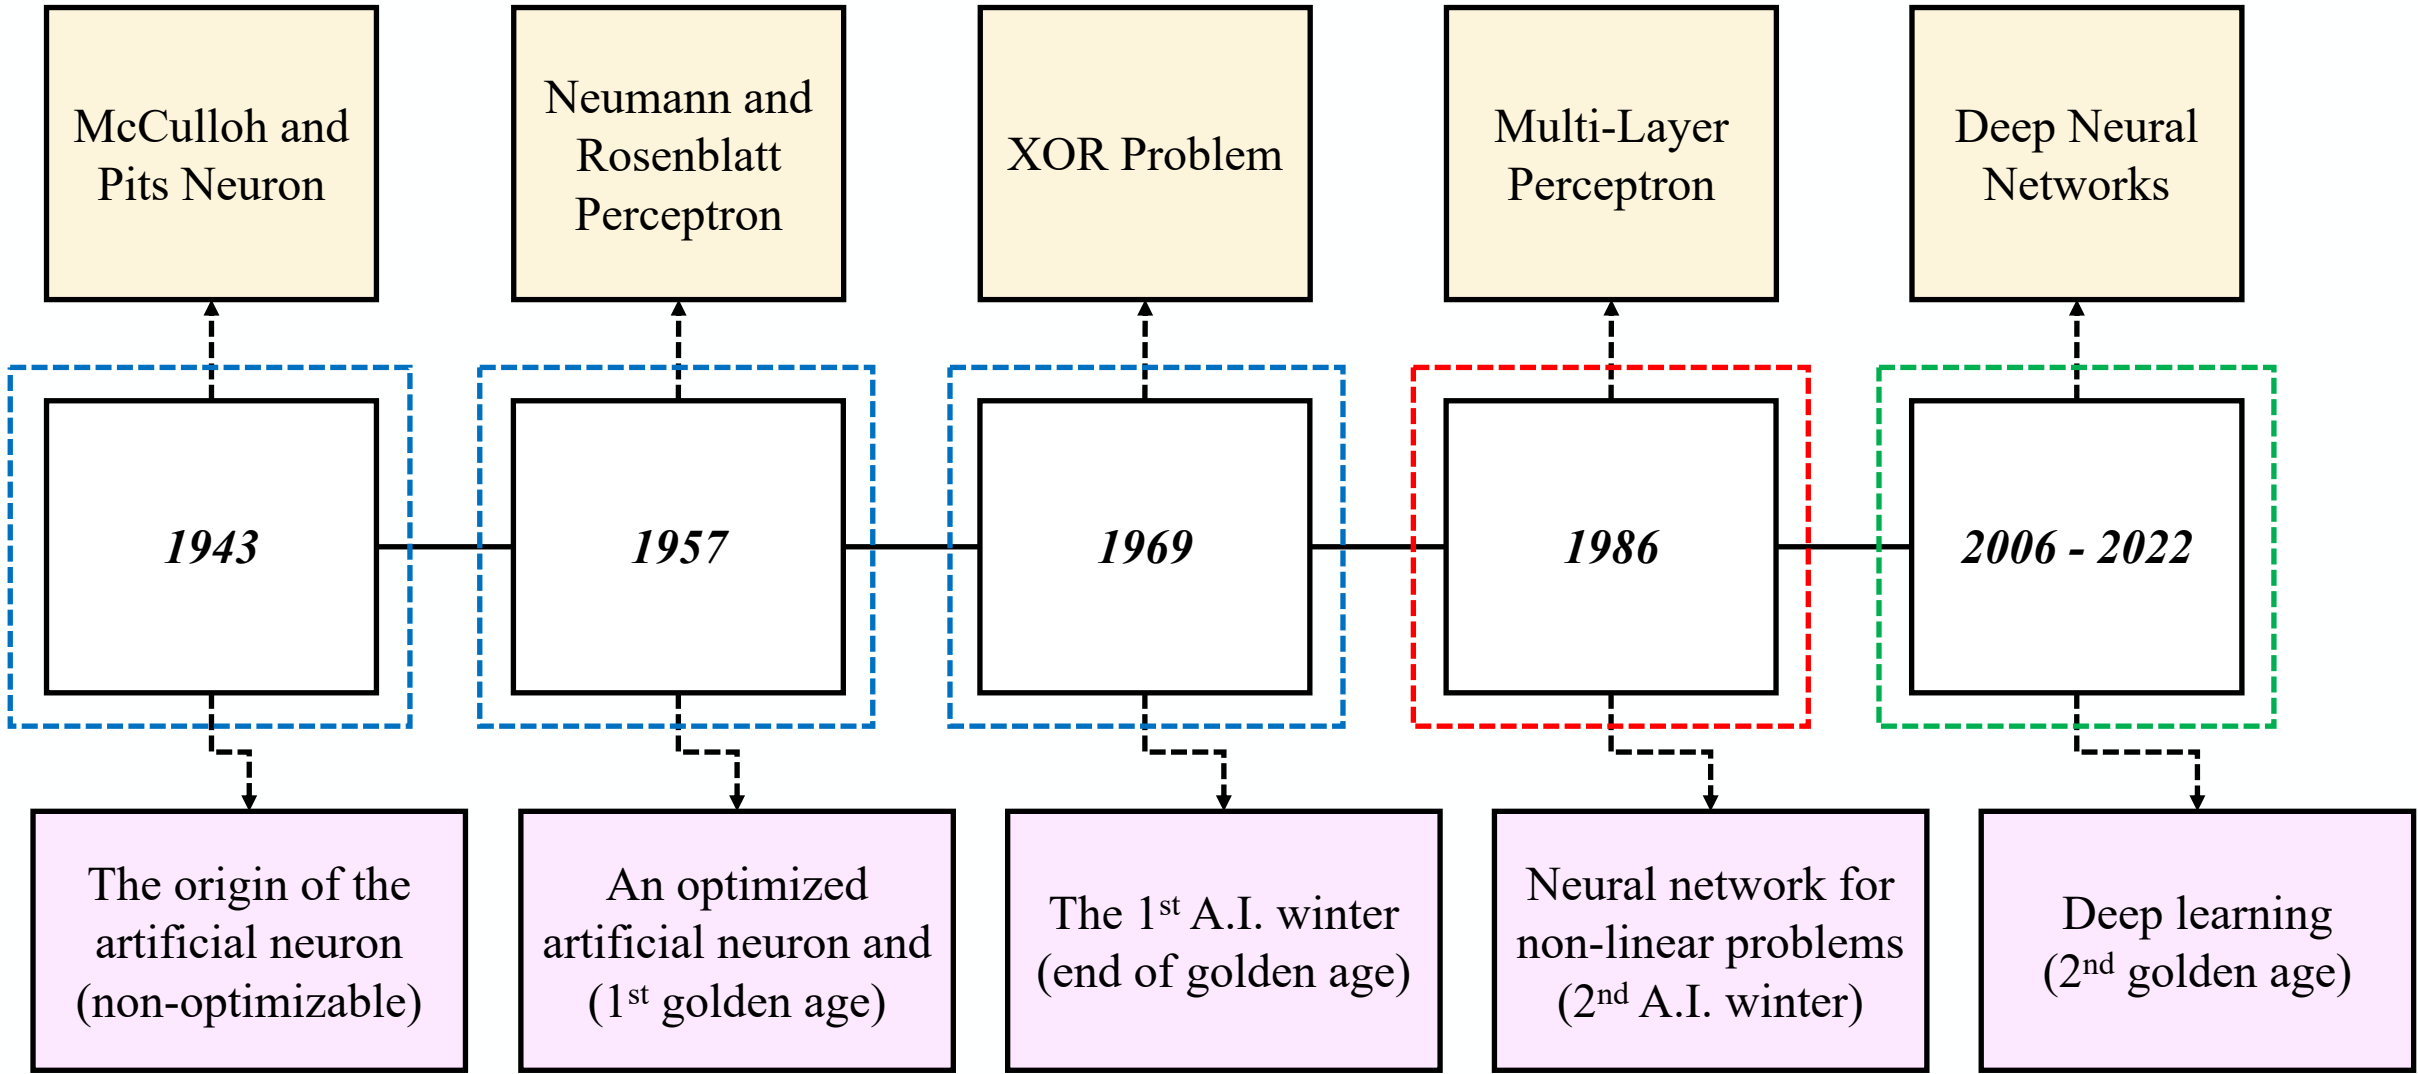 McCulloh and
Pits Neuron
Neumann and
Rosenblatt
Perceptron
XOR Problem
Multi-Layer
Perceptron
Deep Neural
Networks
1943
1957
1969
1986
2006 - 2022
The origin of the
artificial neuron
(non-optimizable)
An optimized
artificial neuron and
(1st golden age)
The 1st A.I. winter
(end of golden age)
Neural network for
non-linear problems
(2nd A.I. winter)
Deep learning
(2nd golden age)